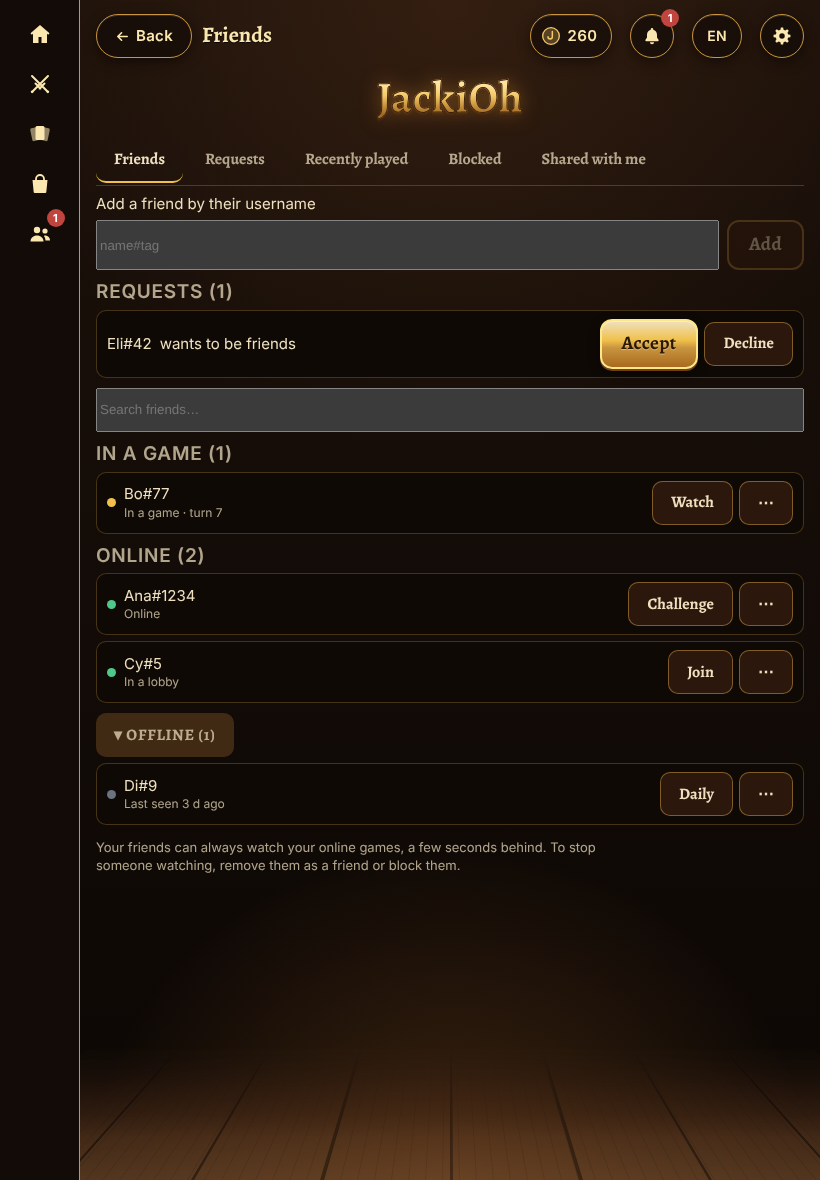 ← Back
Friends
J 260
1
EN
JackiOh
1
Friends
Requests
Recently played
Blocked
Shared with me
Add a friend by their username
name#tag
Add
REQUESTS (1)
Eli#42 wants to be friends
Accept
Decline
Search friends...
IN A GAME (1)
Bo#77
In a game · turn 7
Watch
···
ONLINE (2)
Ana#1234
Online
Challenge
···
Cy#5
In a lobby
Join
···
▾ OFFLINE (1)
Di#9
Last seen 3 d ago
Daily
···
Your friends can always watch your online games, a few seconds behind. To stop
someone watching, remove them as a friend or block them.